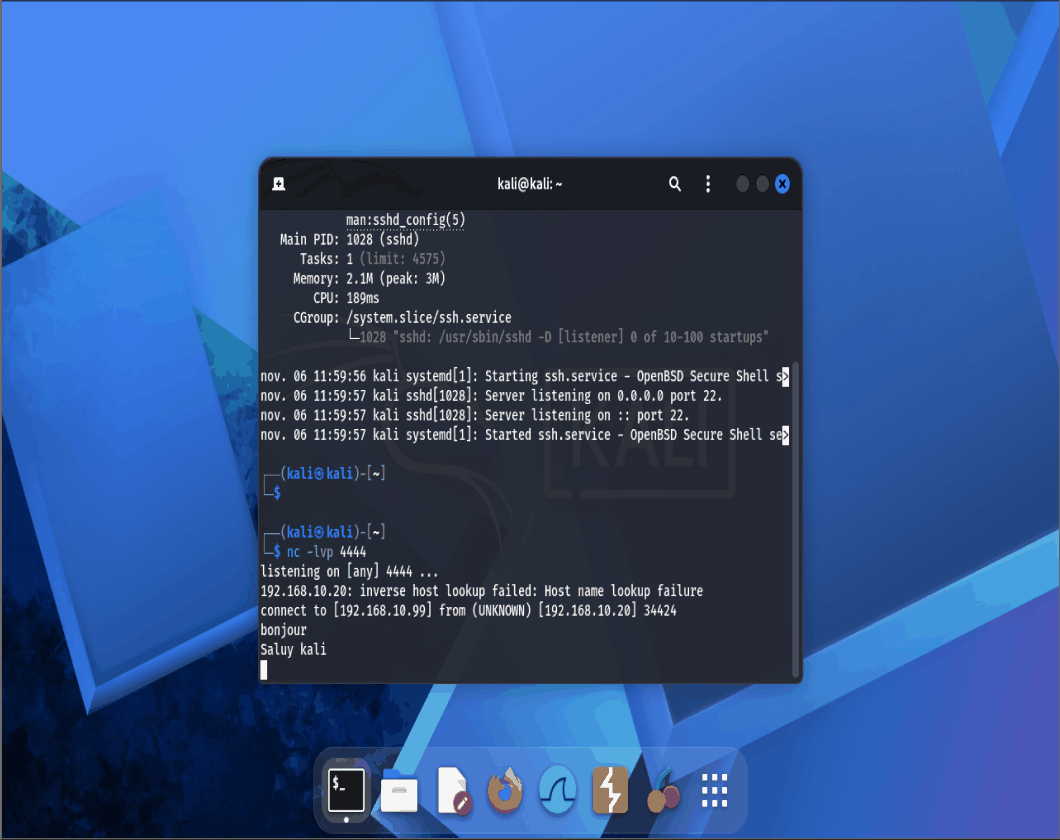 kali@kali: ~
man:sshd_config(5)
Main PID: 1028 (sshd)
Tasks: 1 (limit: 4575)
Memory: 2.1M (peak: 3M)
CPU: 189ms
CGroup: /system.slice/ssh.service
└─1028 "sshd: /usr/sbin/sshd -D [listener] 0 of 10-100 startups"
nov. 06 11:59:56 kali systemd[1]: Starting ssh.service - OpenBSD Secure Shell s>
nov. 06 11:59:57 kali sshd[1028]: Server listening on 0.0.0.0 port 22.
nov. 06 11:59:57 kali sshd[1028]: Server listening on :: port 22.
nov. 06 11:59:57 kali systemd[1]: Started ssh.service - OpenBSD Secure Shell se>
KALI
┌──(kali㉿kali)-[~]
└─$
┌──(kali㉿kali)-[~]
└─$ nc -lvp 4444
listening on [any] 4444 ...
192.168.10.20: inverse host lookup failed: Host name lookup failure
connect to [192.168.10.99] from (UNKNOWN) [192.168.10.20] 34424
bonjour
Saluy kali
$_